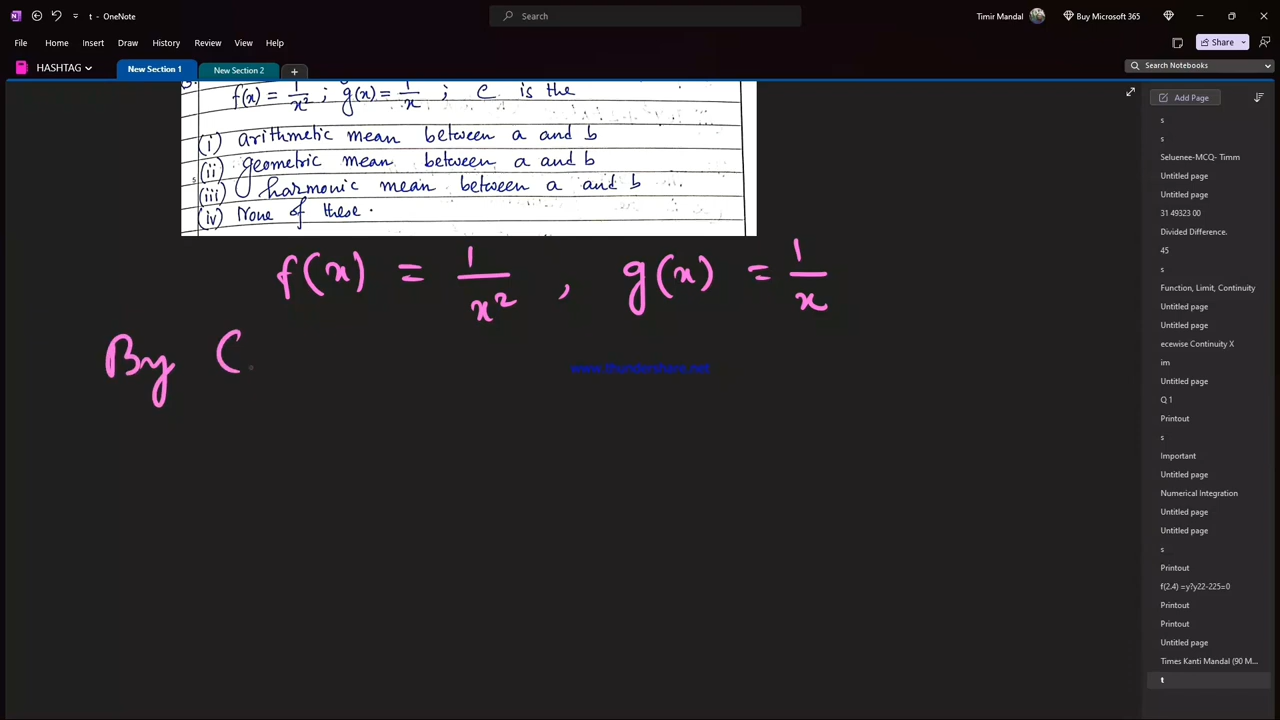 t - OneNote
Search
Timir Mandal
Buy Microsoft 365
File Home Insert Draw History Review View Help
Share
HASHTAG
New Section 1
New Section 2
+
Search Notebooks
f(x) = 1/x² ; g(x) = 1/x ; C is the
(i) arithmetic mean between a and b
(ii) geometric mean between a and b
(iii) harmonic mean between a and b
(iv) None of these.
f(x) = 1/x² , g(x) = 1/x
By C
www.thundershare.net
Add Page
s
s
Seluenee-MCQ- Timm
Untitled page
Untitled page
31 49323 00
Divided Difference.
45
s
Function, Limit, Continuity
Untitled page
Untitled page
ecewise Continuity X
im
Untitled page
Q 1
Printout
s
Important
Untitled page
Numerical Integration
Untitled page
Untitled page
s
Printout
f(2.4) =y?y22-225=0
Printout
Printout
Untitled page
Times Kanti Mandal (90 M...
t